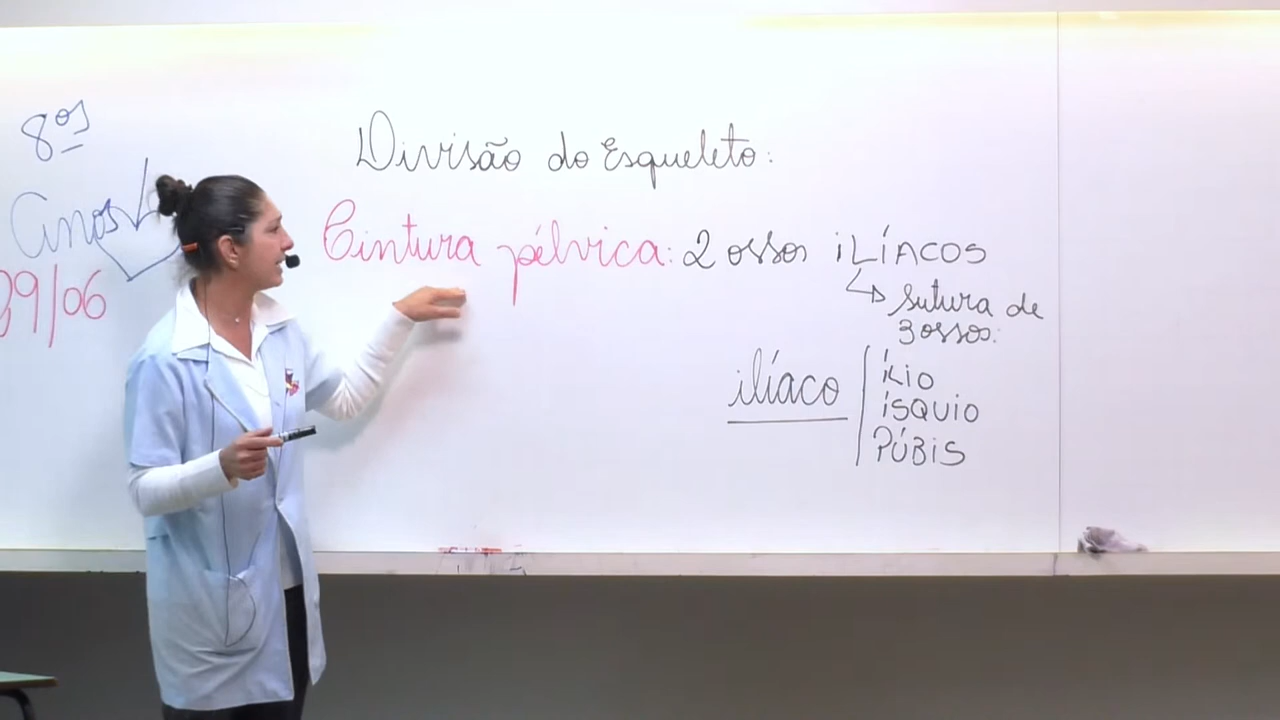 8ºs
Anos
29/06
Divisão do Esqueleto:
Cintura pélvica: 2 ossos iLÍACOS
↳ Sutura de
3 ossos:
ilíaco
ÍLIO
ÍSQUIO
PÚBIS